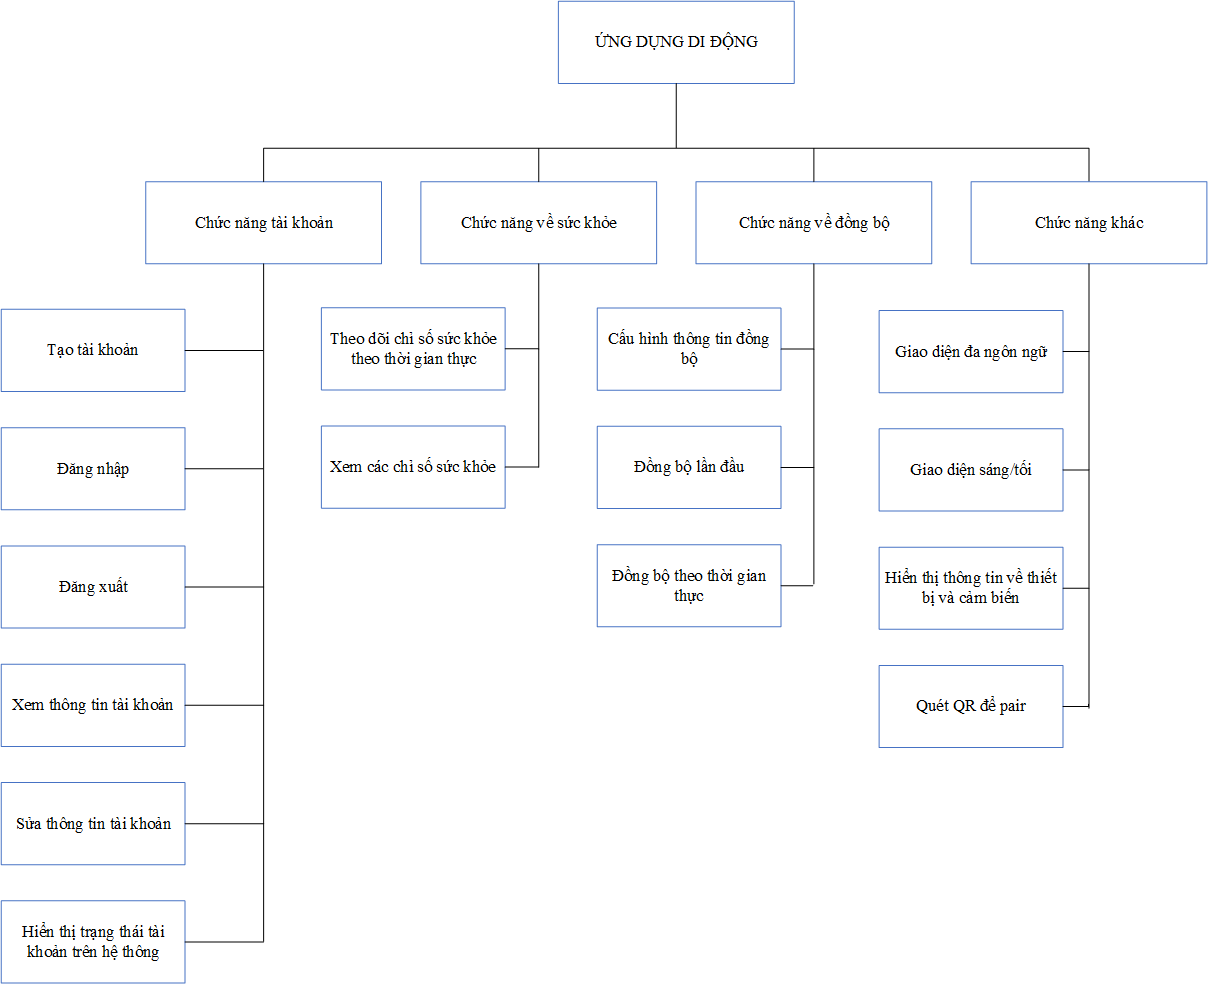 ỨNG DỤNG DI ĐỘNG
Chức năng tài khoản
Chức năng về sức khỏe
Chức năng về đồng bộ
Chức năng khác
Tạo tài khoản
Đăng nhập
Đăng xuất
Xem thông tin tài khoản
Sửa thông tin tài khoản
Hiển thị trạng thái tài
khoản trên hệ thông
Theo dõi chỉ số sức khỏe
theo thời gian thực
Xem các chỉ số sức khỏe
Cấu hình thông tin đồng
bộ
Đồng bộ lần đầu
Đồng bộ theo thời gian
thực
Giao diện đa ngôn ngữ
Giao diện sáng/tối
Hiển thị thông tin về thiết
bị và cảm biến
Quét QR để pair